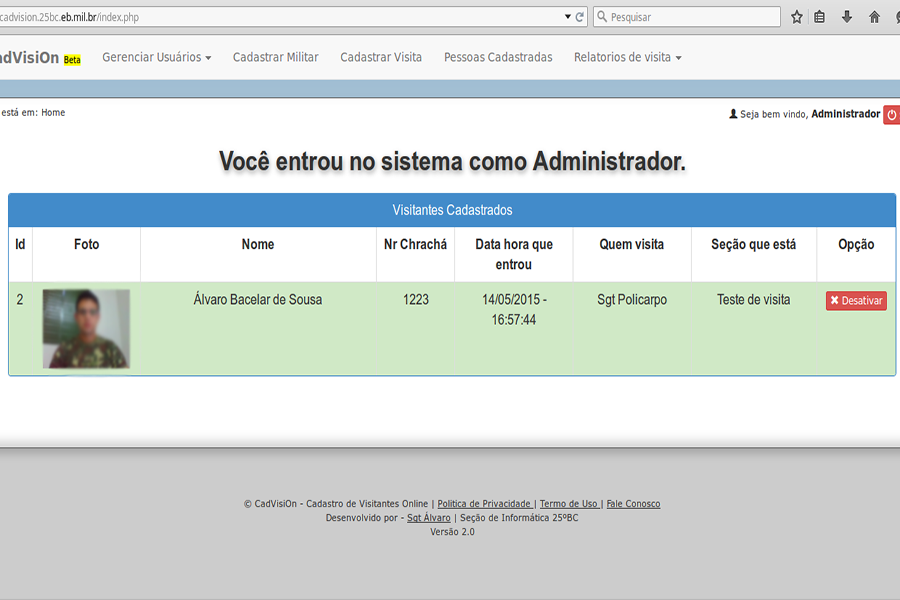 cadvision.25bc.eb.mil.br/index.php
Pesquisar
adVisiOn Beta
Gerenciar Usuários
Cadastrar Militar
Cadastrar Visita
Pessoas Cadastradas
Relatorios de visita
está em: Home
Seja bem vindo, Administrador
Você entrou no sistema como Administrador.
Visitantes Cadastrados
Id
Foto
Nome
Nr Chrachá
Data hora que
entrou
Quem visita
Seção que está
Opção
2
Álvaro Bacelar de Sousa
1223
14/05/2015 -
16:57:44
Sgt Policarpo
Teste de visita
Desativar
© CadVisiOn - Cadastro de Visitantes Online | Politica de Privacidade | Termo de Uso | Fale Conosco
Desenvolvido por - Sgt Álvaro | Seção de Informática 25ºBC
Versão 2.0